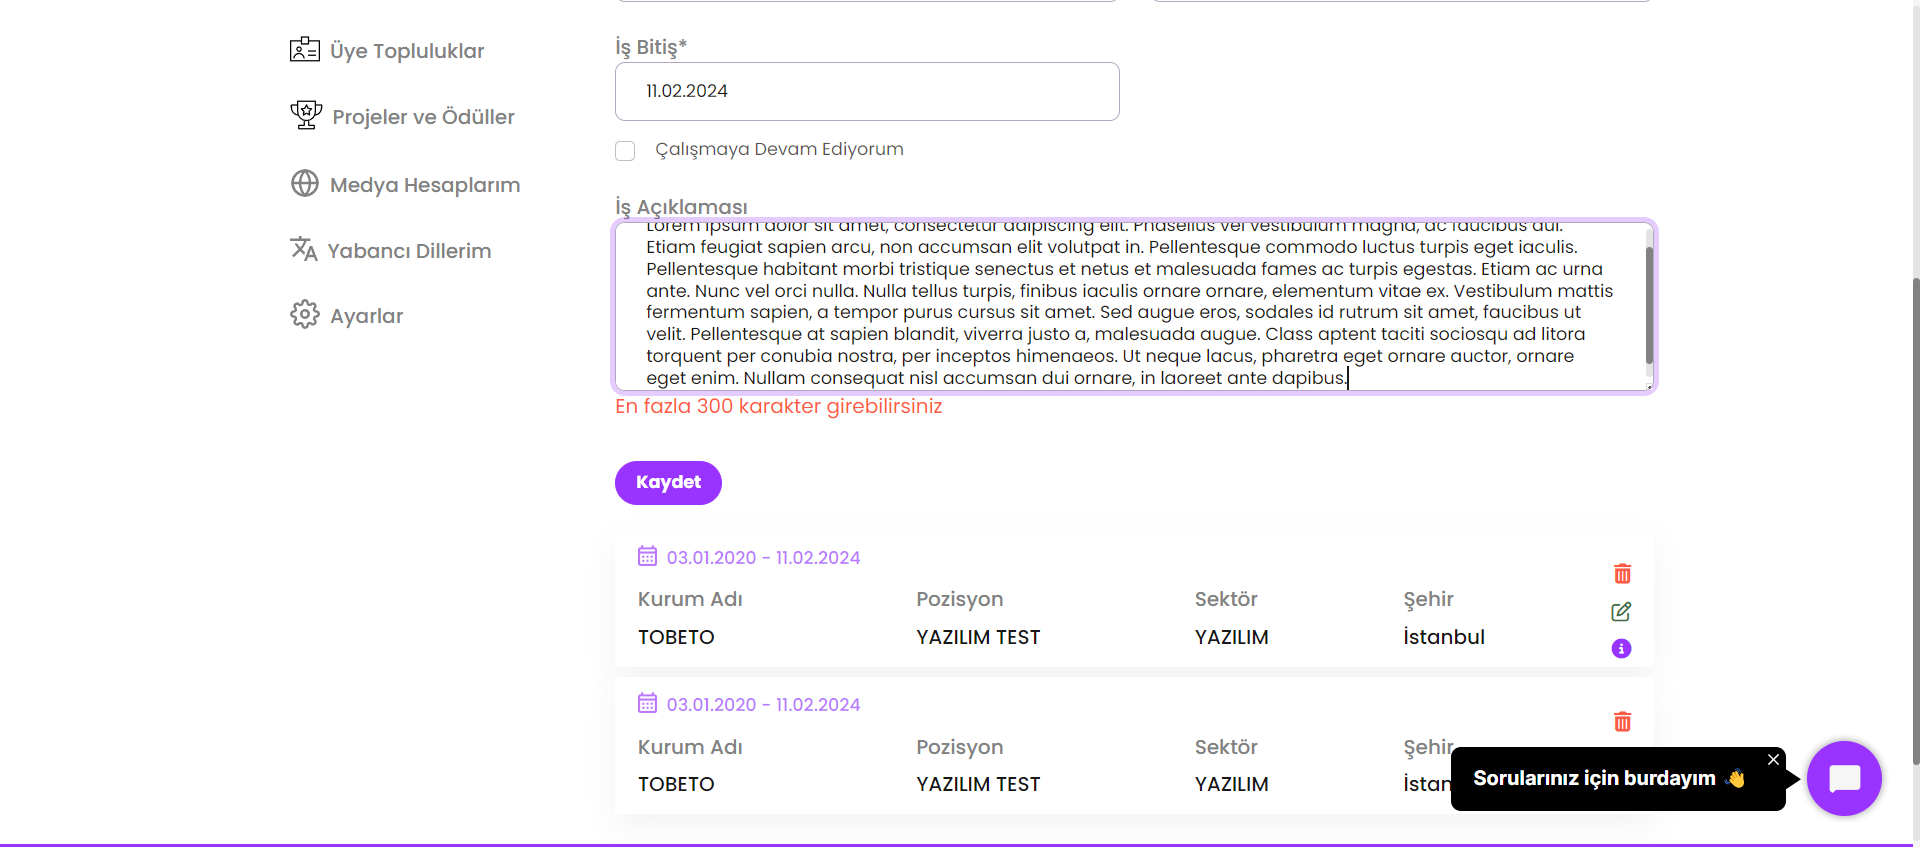 Üye Topluluklar
Projeler ve Ödüller
Medya Hesaplarım
Yabancı Dillerim
Ayarlar
İş Bitiş*
11.02.2024
Çalışmaya Devam Ediyorum
İş Açıklaması
Lorem ipsum dolor sit amet, consectetur adipiscing elit. Phasellus vel vestibulum magna, ac faucibus dui.
Etiam feugiat sapien arcu, non accumsan elit volutpat in. Pellentesque commodo luctus turpis eget iaculis.
Pellentesque habitant morbi tristique senectus et netus et malesuada fames ac turpis egestas. Etiam ac urna
ante. Nunc vel orci nulla. Nulla tellus turpis, finibus iaculis ornare ornare, elementum vitae ex. Vestibulum mattis
fermentum sapien, a tempor purus cursus sit amet. Sed augue eros, sodales id rutrum sit amet, faucibus ut
velit. Pellentesque at sapien blandit, viverra justo a, malesuada augue. Class aptent taciti sociosqu ad litora
torquent per conubia nostra, per inceptos himenaeos. Ut neque lacus, pharetra eget ornare auctor, ornare
eget enim. Nullam consequat nisl accumsan dui ornare, in laoreet ante dapibus.
En fazla 300 karakter girebilirsiniz
Kaydet
03.01.2020 - 11.02.2024
Kurum Adı Pozisyon Sektör Şehir
TOBETO YAZILIM TEST YAZILIM İstanbul
03.01.2020 - 11.02.2024
Kurum Adı Pozisyon Sektör Şehir
TOBETO YAZILIM TEST YAZILIM İstan
Sorularınız için burdayım 👋